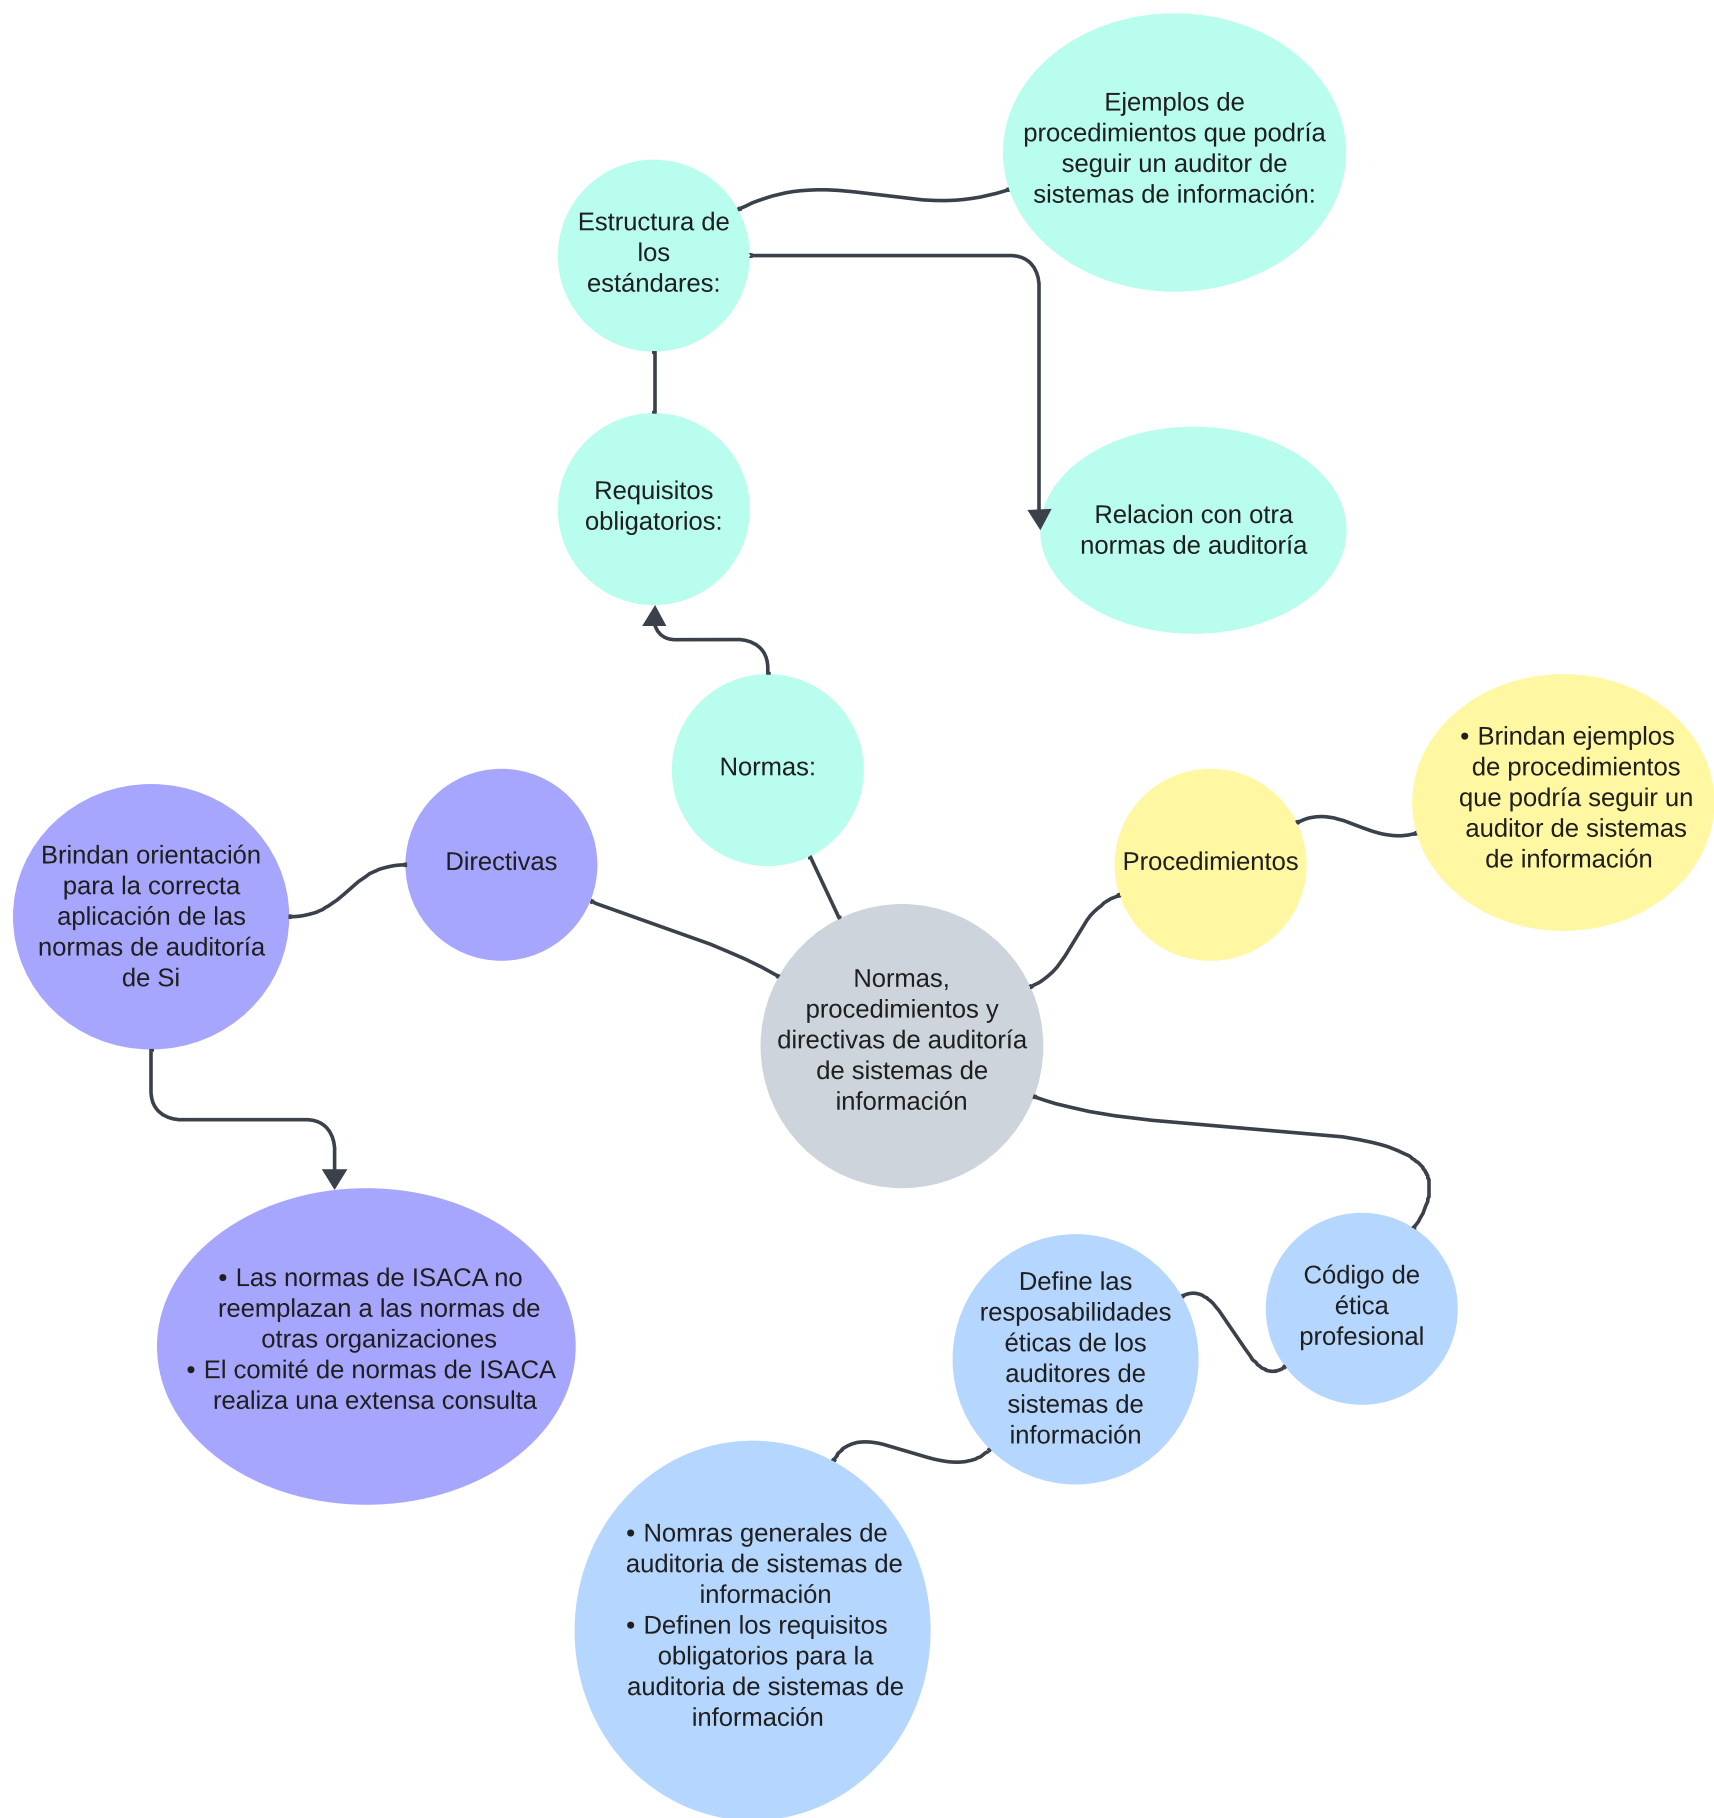 Ejemplos de
procedimientos que podría
seguir un auditor de
sistemas de información:
Estructura de
los
estándares:
Requisitos
obligatorios:
Relacion con otra
normas de auditoría
Normas:
• Brindan ejemplos
de procedimientos
que podría seguir un
auditor de sistemas
de información
Procedimientos
Directivas
Brindan orientación
para la correcta
aplicación de las
normas de auditoría
de Si
Normas,
procedimientos y
directivas de auditoría
de sistemas de
información
• Las normas de ISACA no
reemplazan a las normas de
otras organizaciones
• El comité de normas de ISACA
realiza una extensa consulta
Define las
resposabilidades
éticas de los
auditores de
sistemas de
información
Código de
ética
profesional
• Nomras generales de
auditoria de sistemas de
información
• Definen los requisitos
obligatorios para la
auditoria de sistemas de
información